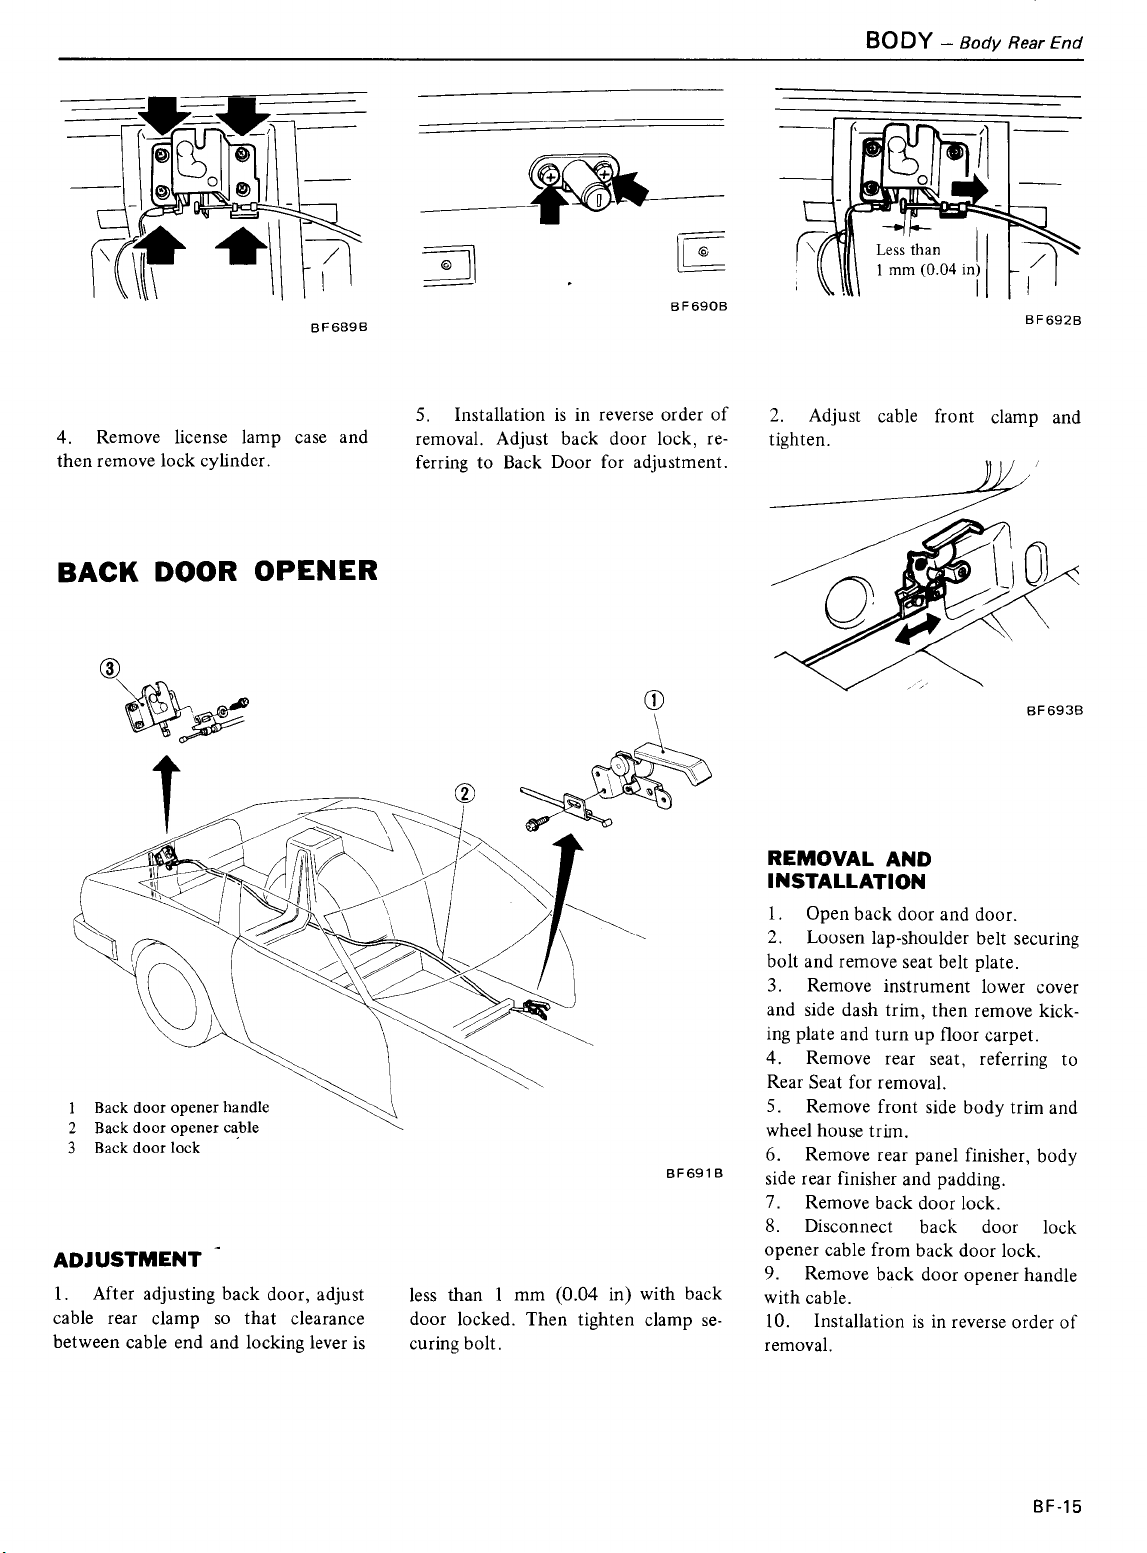 BODY – Body Rear End
BF689B
BF690B
Less than
1 mm (0.04 in)
BF692B
4. Remove license lamp case and
then remove lock cylinder.
5. Installation is in reverse order of
removal. Adjust back door lock, re-
ferring to Back Door for adjustment.
2. Adjust cable front clamp and
tighten.
BF693B
BACK DOOR OPENER
3
1
2
1 Back door opener handle
2 Back door opener cable
3 Back door lock
BF691B
ADJUSTMENT
1. After adjusting back door, adjust
cable rear clamp so that clearance
between cable end and locking lever is
less than 1 mm (0.04 in) with back
door locked. Then tighten clamp se-
curing bolt.
REMOVAL AND
INSTALLATION
1. Open back door and door.
2. Loosen lap-shoulder belt securing
bolt and remove seat belt plate.
3. Remove instrument lower cover
and side dash trim, then remove kick-
ing plate and turn up floor carpet.
4. Remove rear seat, referring to
Rear Seat for removal.
5. Remove front side body trim and
wheel house trim.
6. Remove rear panel finisher, body
side rear finisher and padding.
7. Remove back door lock.
8. Disconnect back door lock
opener cable from back door lock.
9. Remove back door opener handle
with cable.
10. Installation is in reverse order of
removal.
BF-15